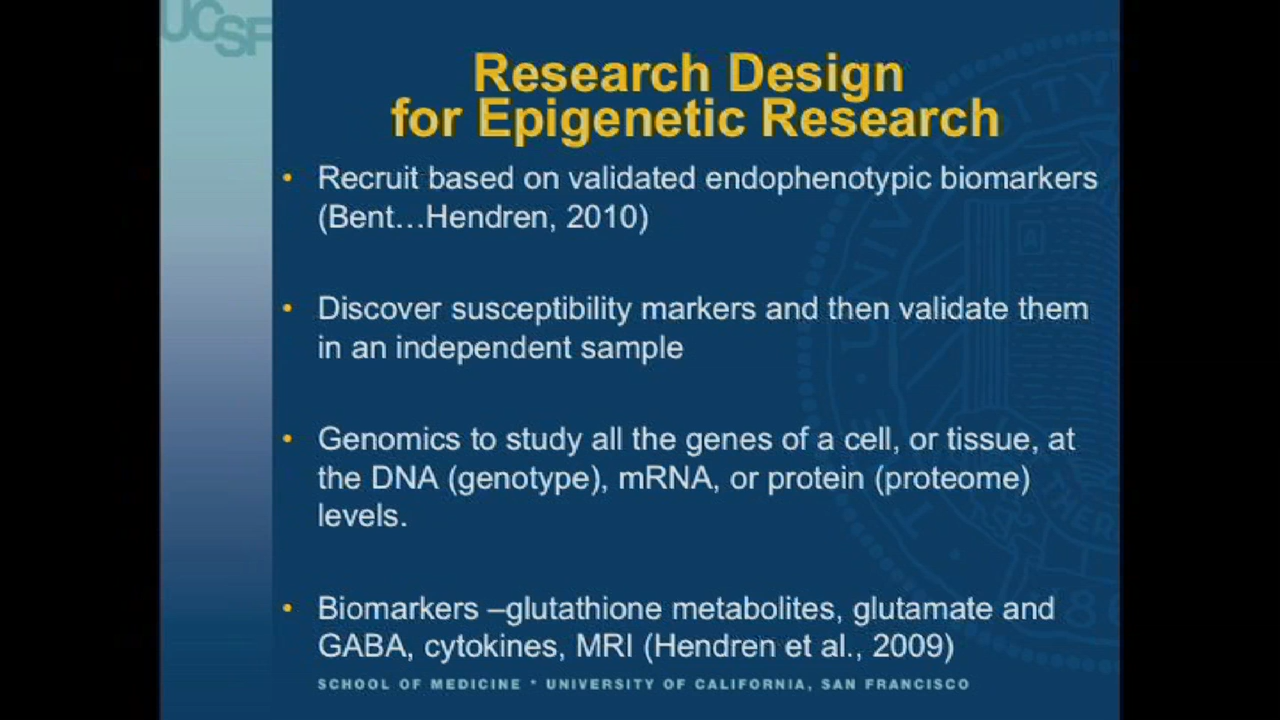 UCSF
Research Design
for Epigenetic Research
• Recruit based on validated endophenotypic biomarkers
(Bent…Hendren, 2010)
• Discover susceptibility markers and then validate them
in an independent sample
• Genomics to study all the genes of a cell, or tissue, at
the DNA (genotype), mRNA, or protein (proteome)
levels.
• Biomarkers –glutathione metabolites, glutamate and
GABA, cytokines, MRI (Hendren et al., 2009)
SCHOOL OF MEDICINE * UNIVERSITY OF CALIFORNIA, SAN FRANCISCO